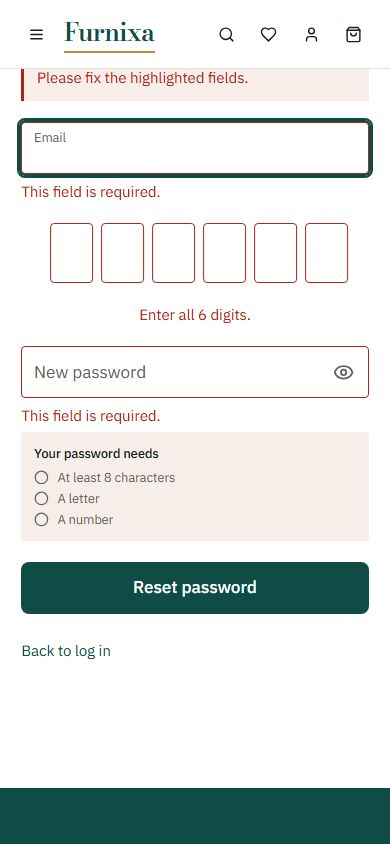 Furnixa
Please fix the highlighted fields.
Email
This field is required.
Enter all 6 digits.
New password
This field is required.
Your password needs
At least 8 characters
A letter
A number
Reset password
Back to log in